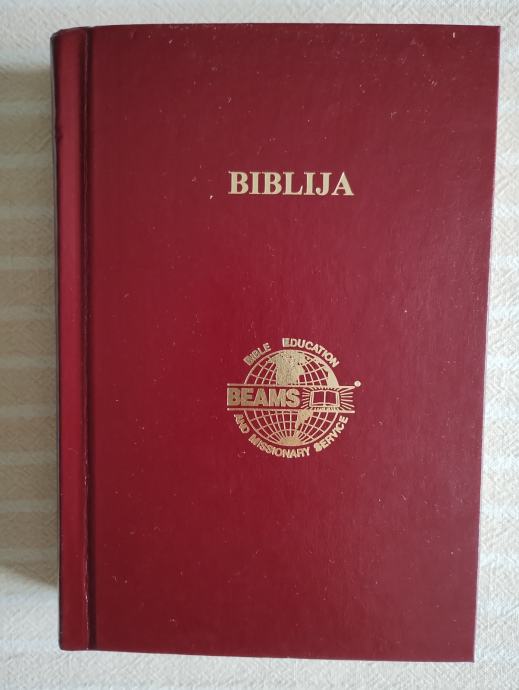 BIBLIJA
BIBLE EDUCATION
BEAMS ®
AND MISSIONARY SERVICE